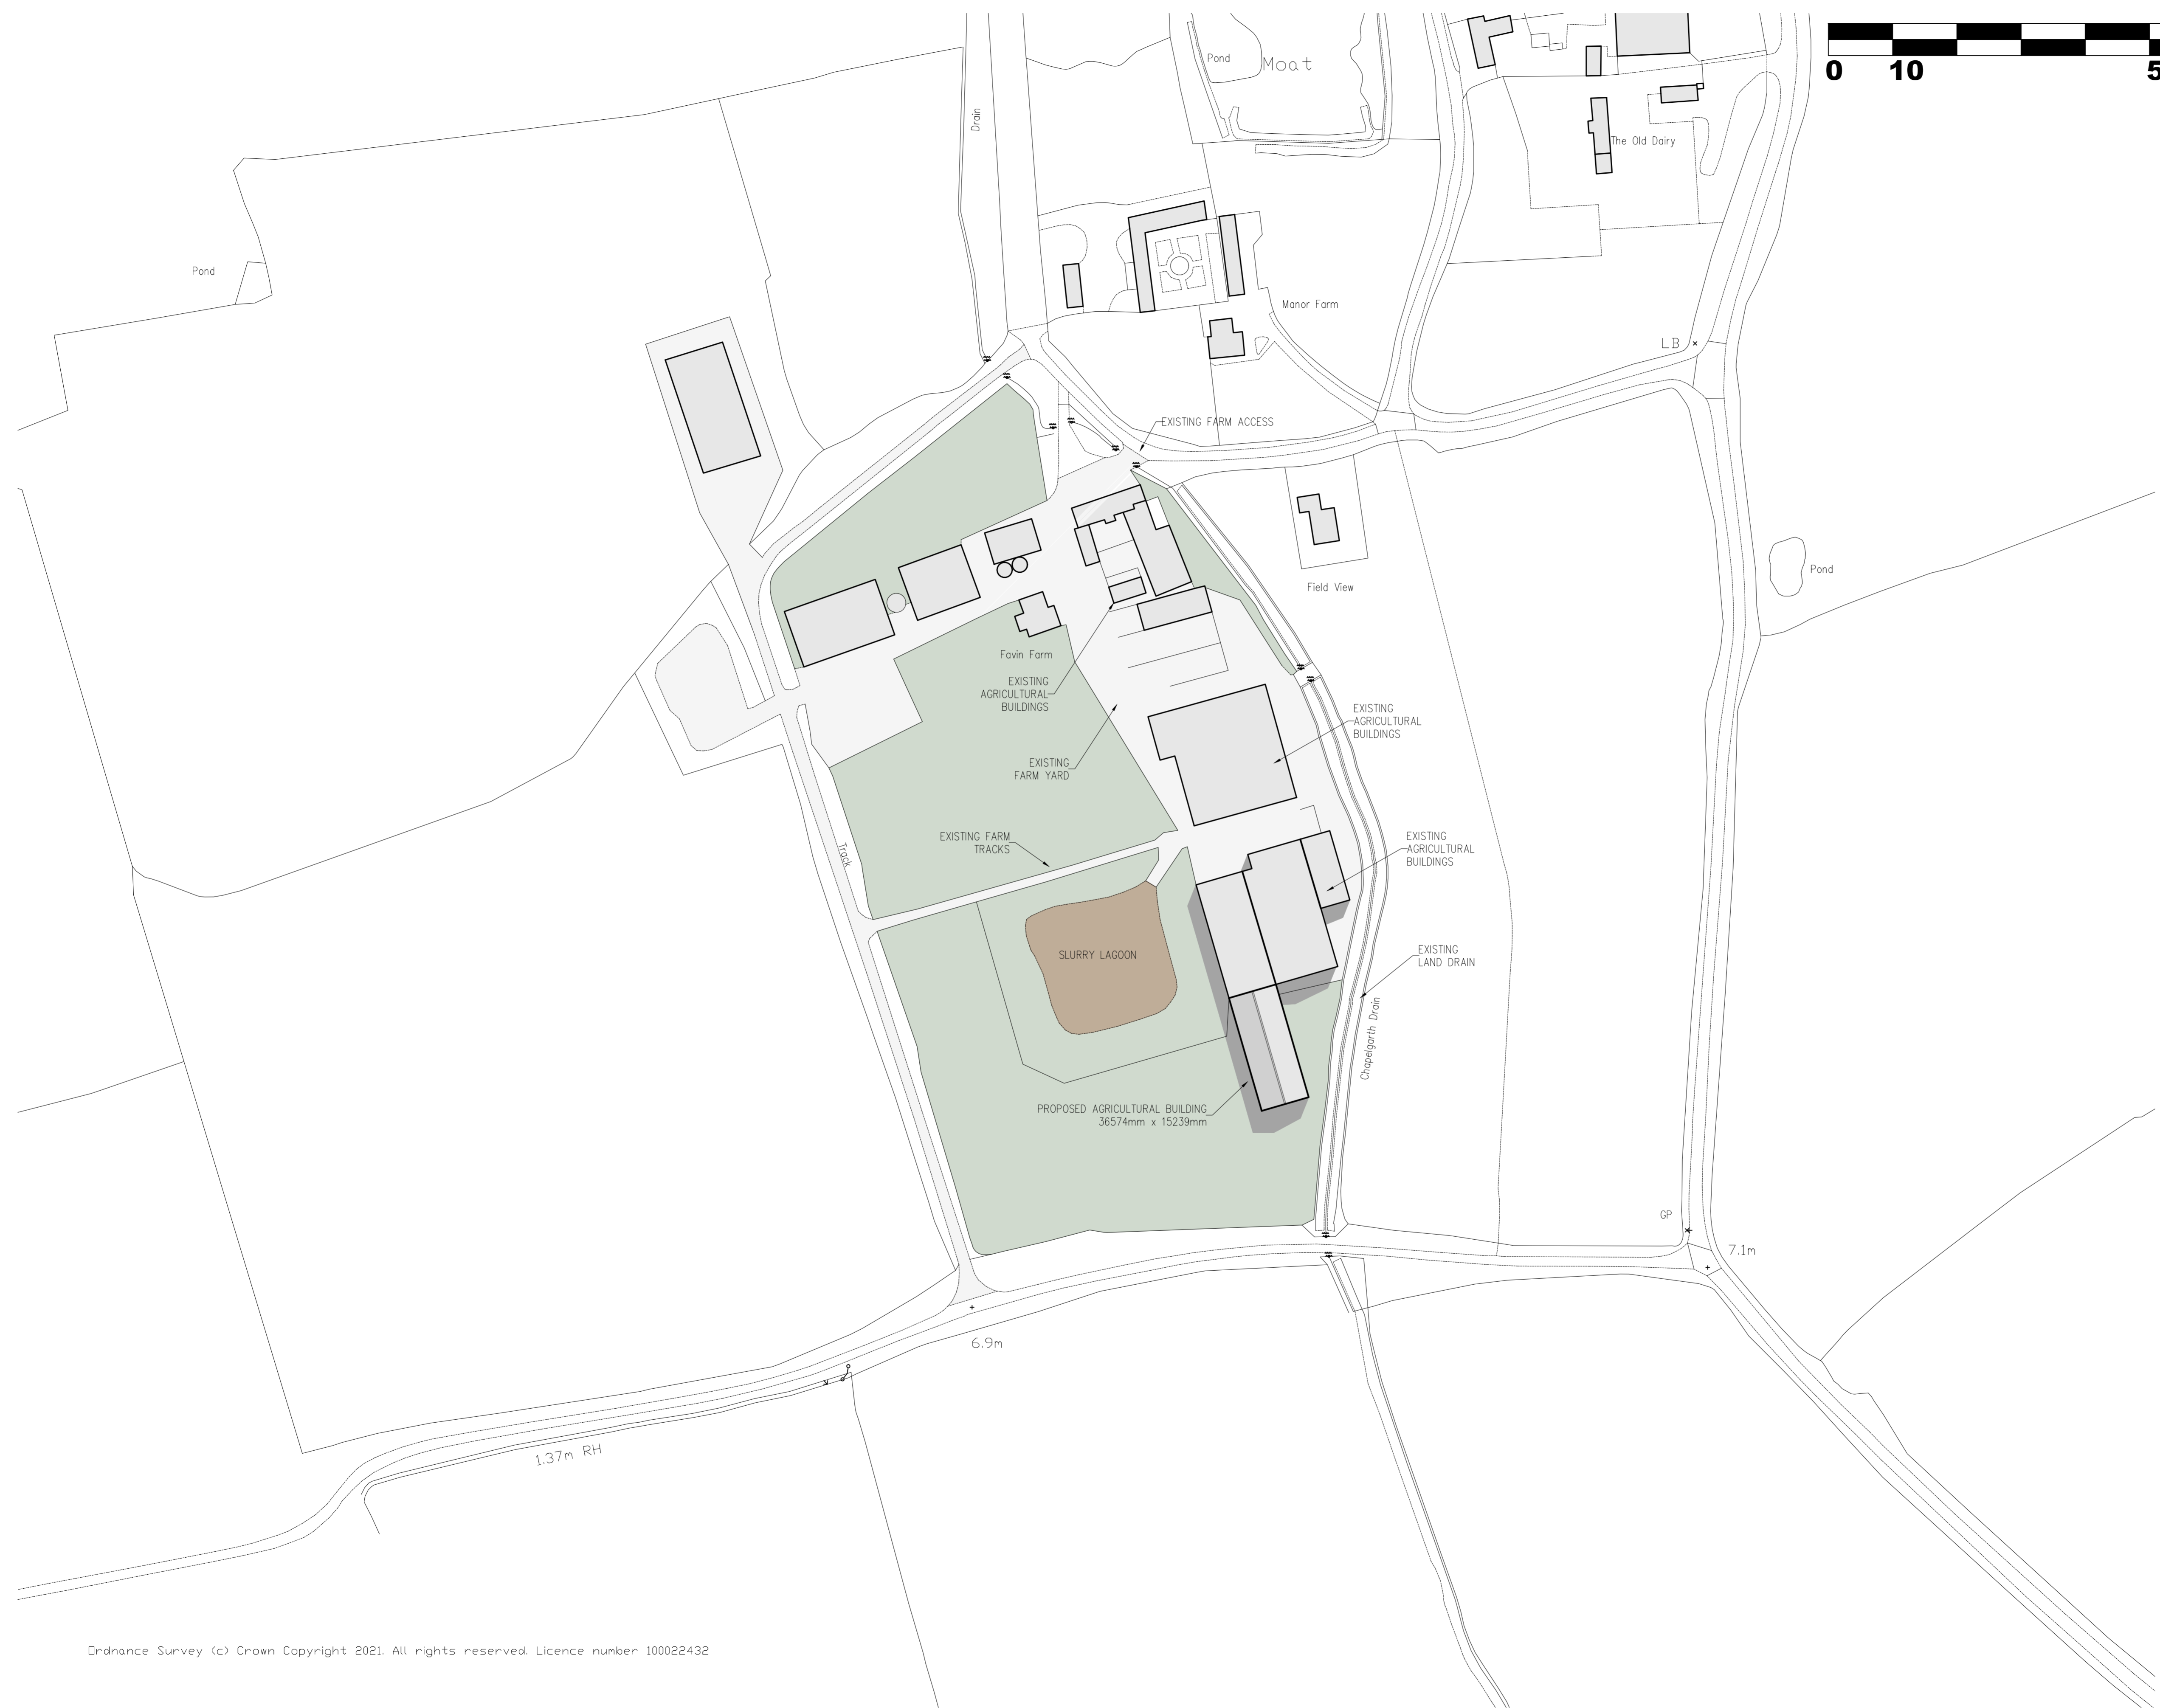 Pond
Moat
0 10 5
Drain
The Old Dairy
Pond
Manor Farm
LB
EXISTING FARM ACCESS
Pond
Field View
Favin Farm
EXISTING
AGRICULTURAL
BUILDINGS
EXISTING
AGRICULTURAL
BUILDINGS
EXISTING
FARM YARD
EXISTING FARM
TRACKS
Track
EXISTING
AGRICULTURAL
BUILDINGS
SLURRY LAGOON
EXISTING
LAND DRAIN
Chapelgarth Drain
PROPOSED AGRICULTURAL BUILDING
36574mm x 15239mm
GP
7.1m
6.9m
1.37m RH
Ordnance Survey (c) Crown Copyright 2021. All rights reserved. Licence number 100022432